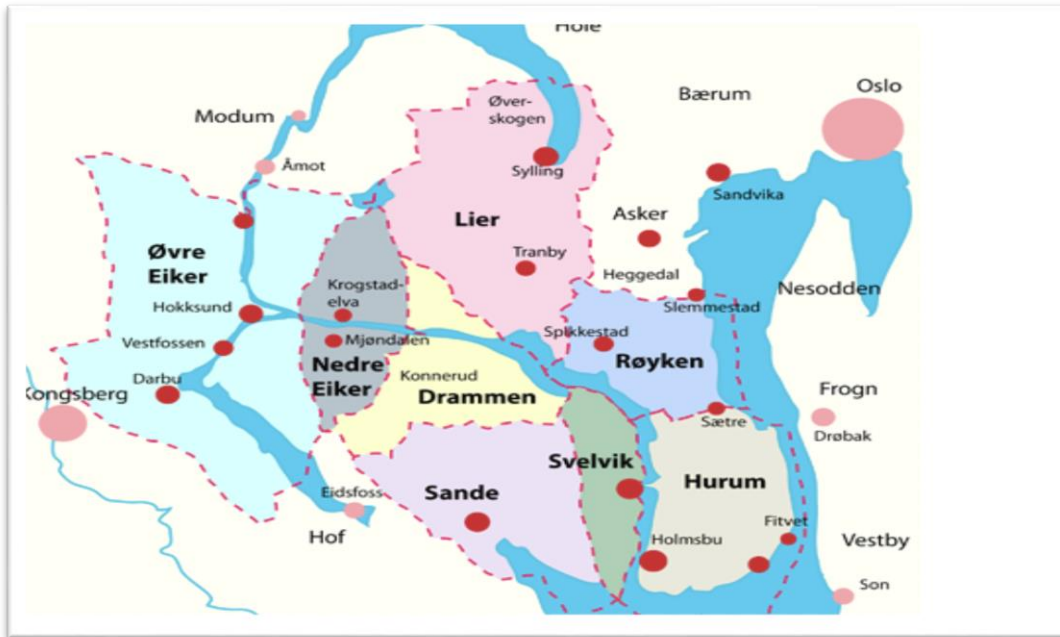 Hole
Oslo
Bærum
Øver-
skogen
Modum
Åmot
Sylling
Sandvika
Asker
Lier
Tranby
Øvre
Eiker
Heggedal
Nesodden
Krogstad-
elva
Hokksund
Slemmestad
Spikkestad
Mjøndalen
Vestfossen
Røyken
Nedre
Eiker
Konnerud
Darbu
Drammen
Frogn
Kongsberg
Sætre
Drøbak
Svelvik
Hurum
Sande
Eidsfoss
Fitvet
Hof
Holmsbu
Vestby
Son